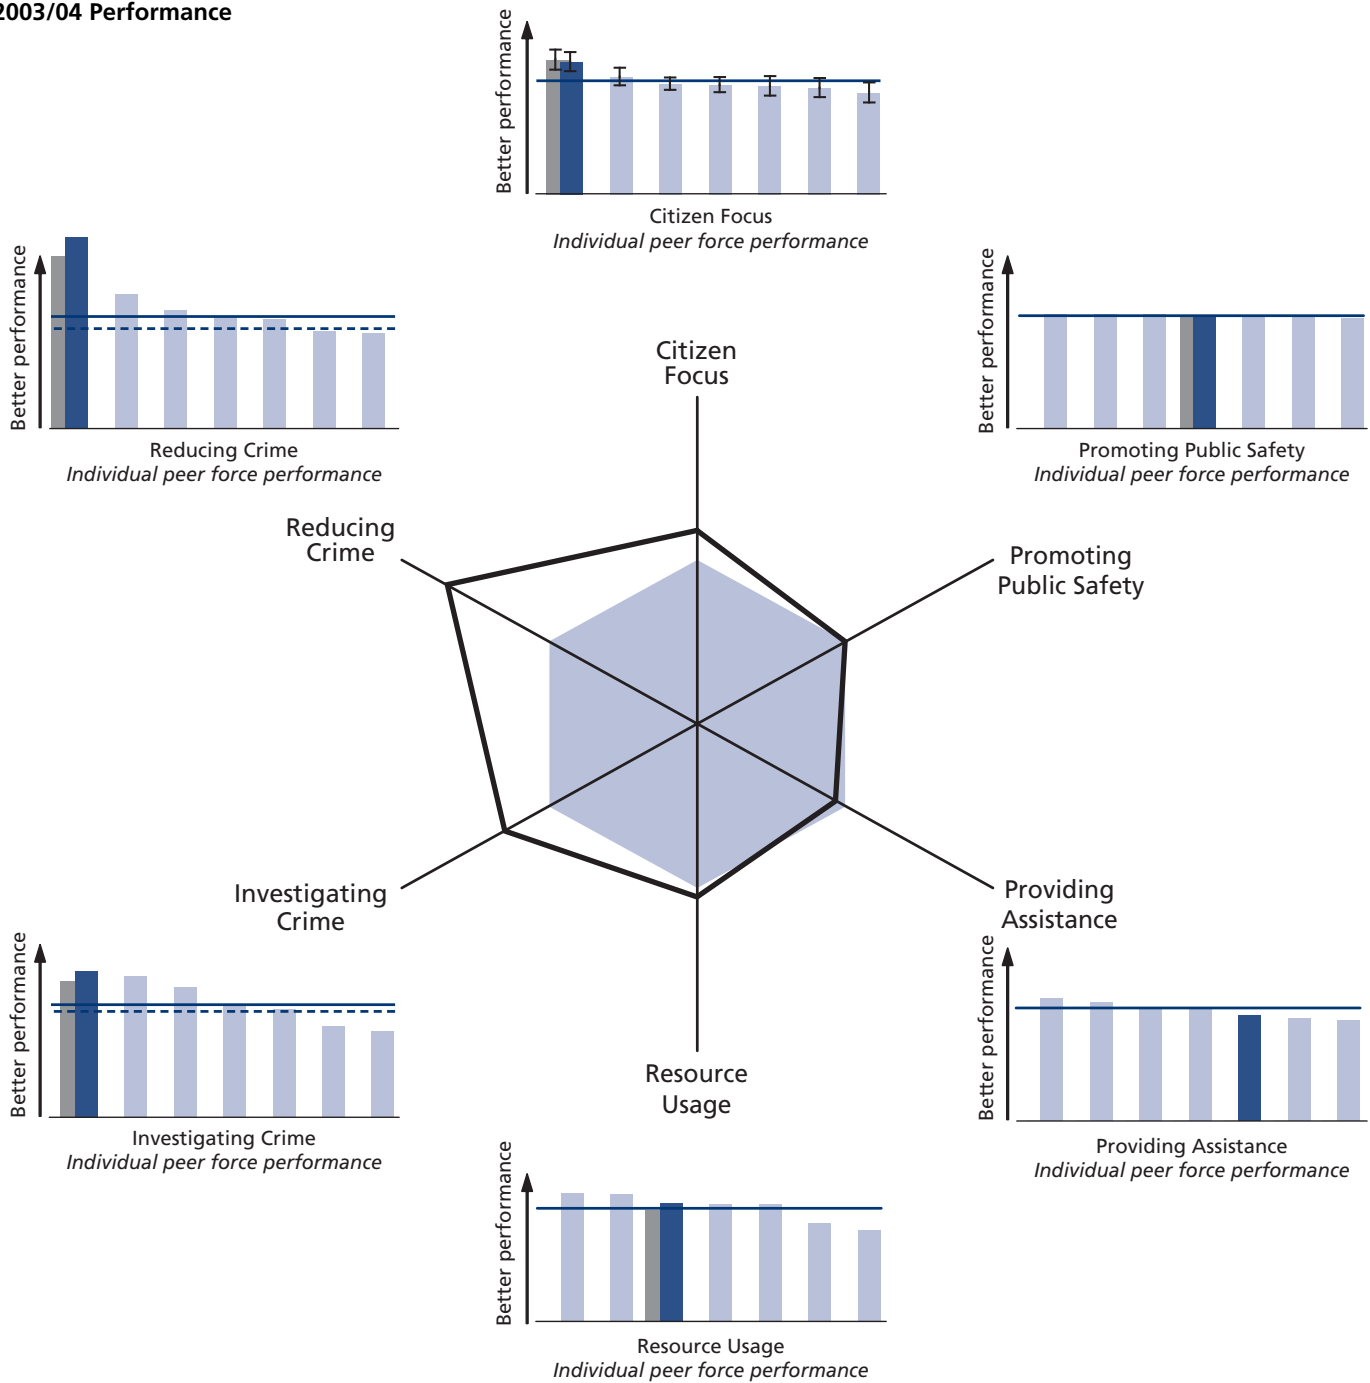 2003/04 Performance
Better performance
Citizen Focus
Individual peer force performance
Better performance
Reducing Crime
Individual peer force performance
Better performance
Promoting Public Safety
Individual peer force performance
Citizen
Focus
Reducing
Crime
Promoting
Public Safety
Investigating
Crime
Providing
Assistance
Resource
Usage
Better performance
Investigating Crime
Individual peer force performance
Better performance
Providing Assistance
Individual peer force performance
Better performance
Resource Usage
Individual peer force performance